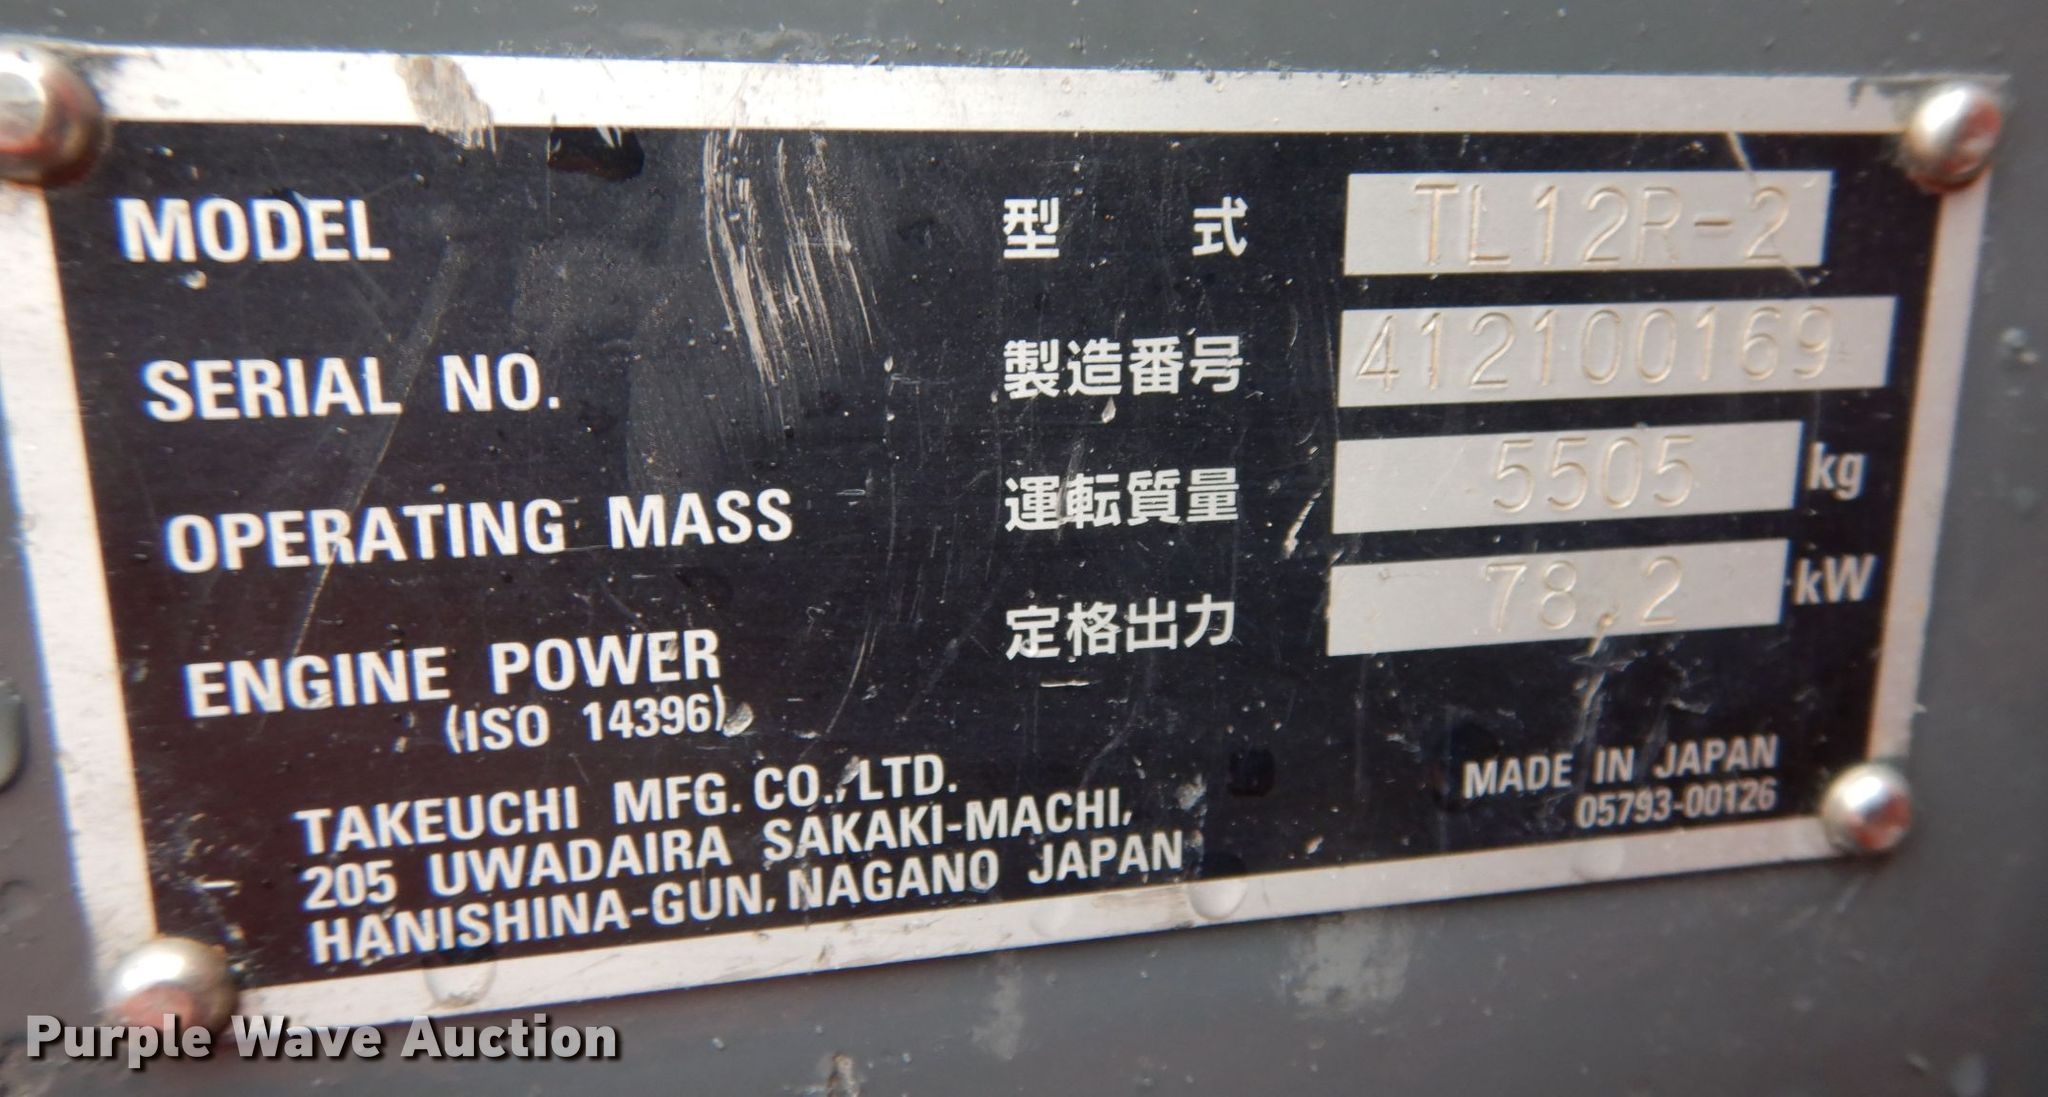 MODEL 型 式 TL12R-2
SERIAL NO. 製造番号 412100169
OPERATING MASS 運転質量 5505 kg
ENGINE POWER 定格出力 78.2 kW
(ISO 14396)
TAKEUCHI MFG. CO., LTD.
205 UWADAIRA SAKAKI-MACHI,
HANISHINA-GUN, NAGANO JAPAN
MADE IN JAPAN
05793-00126
Purple Wave Auction